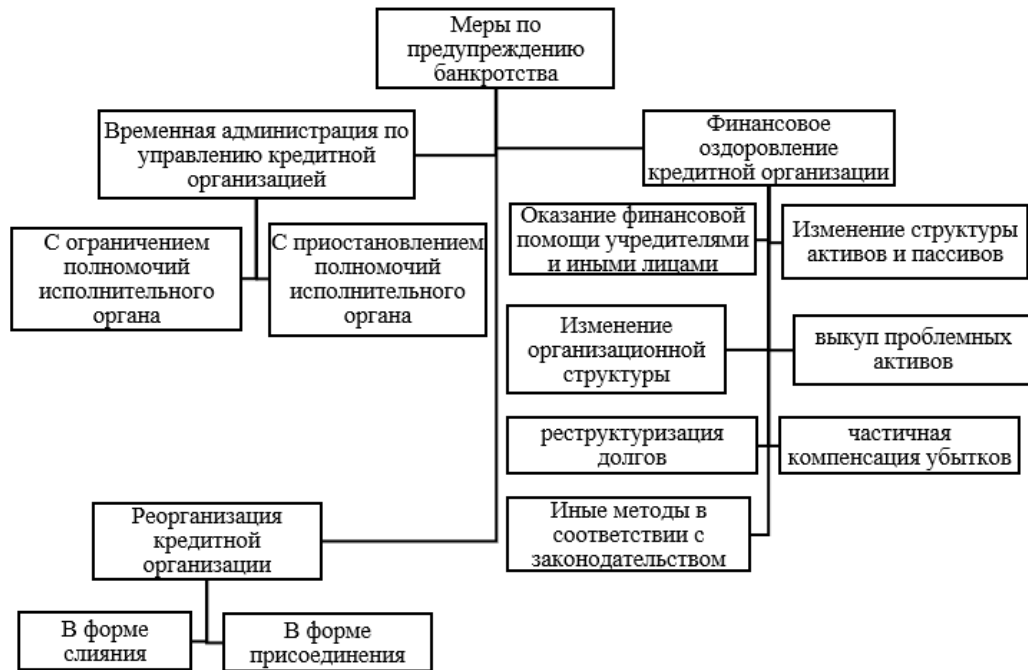 Меры по
предупреждению
банкротства
Временная администрация по
управлению кредитной
организацией
С ограничением
полномочий
исполнительного
органа
С приостановлением
полномочий
исполнительного
органа
Финансовое
оздоровление
кредитной организации
Оказание финансовой
помощи учредителями
и иными лицами
Изменение структуры
активов и пассивов
Изменение
организационной
структуры
выкуп проблемных
активов
реструктуризация
долгов
частичная
компенсация убытков
Иные методы в
соответствии с
законодательством
Реорганизация
кредитной
организации
В форме
слияния
В форме
присоединения